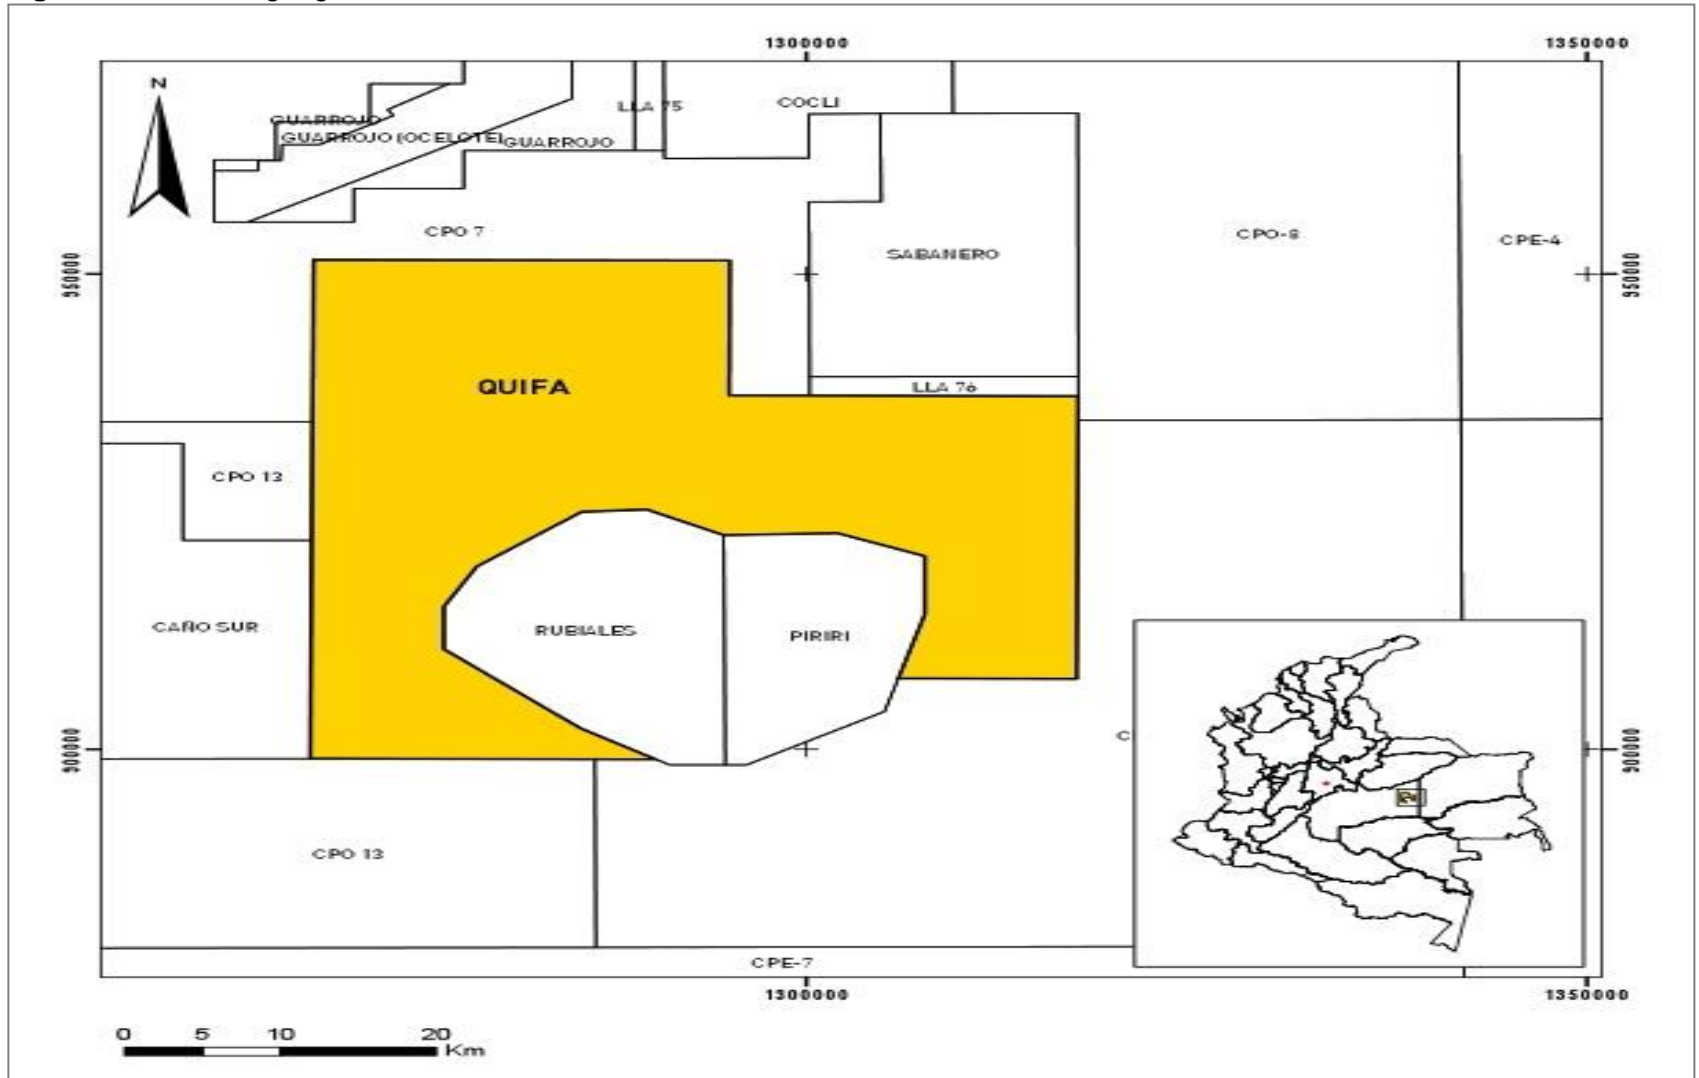 1300000 1350000
N
LLA 75
COCLI
GUARROJO
GUARROJO (OCELOTE)
GUARROJO
CPO 7
CPO-8
CPE-4
SABANERO
950000
950000
QUIFA
LLA 76
CPO 13
CAÑO SUR
RUBIALES
PIRIRI
C
900000
900000
CPO 13
CPE-7
1300000 1350000
0 5 10 20
Km